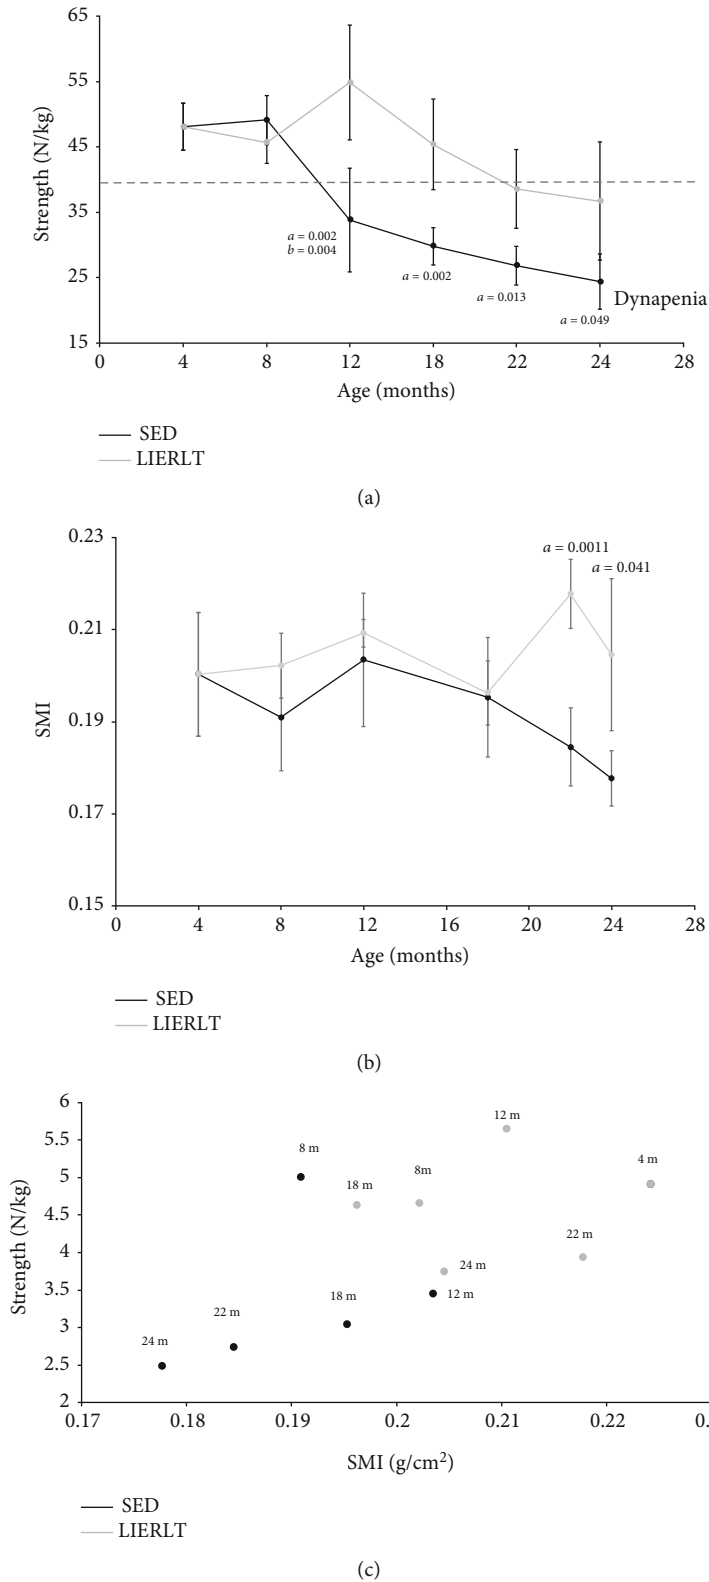 65
55
45
35
25
15
Strength (N/kg)
a = 0.002
b = 0.004
a = 0.002
a = 0.013
a = 0.049
Dynapenia
0 4 8 12 18 22 24 28
Age (months)
SED
LIERLT
(a)
0.23
0.21
0.19
0.17
0.15
SMI
a = 0.0011
a = 0.041
0 4 8 12 16 20 24 28
Age (months)
SED
LIERLT
(b)
6
5.5
5
4.5
4
3.5
3
2.5
2
Strength (N/kg)
12 m
8 m
4 m
8m
18 m
22 m
24 m
12 m
18 m
22 m
24 m
0.17 0.18 0.19 0.2 0.21 0.22 0.
SMI (g/cm²)
SED
LIERLT
(c)